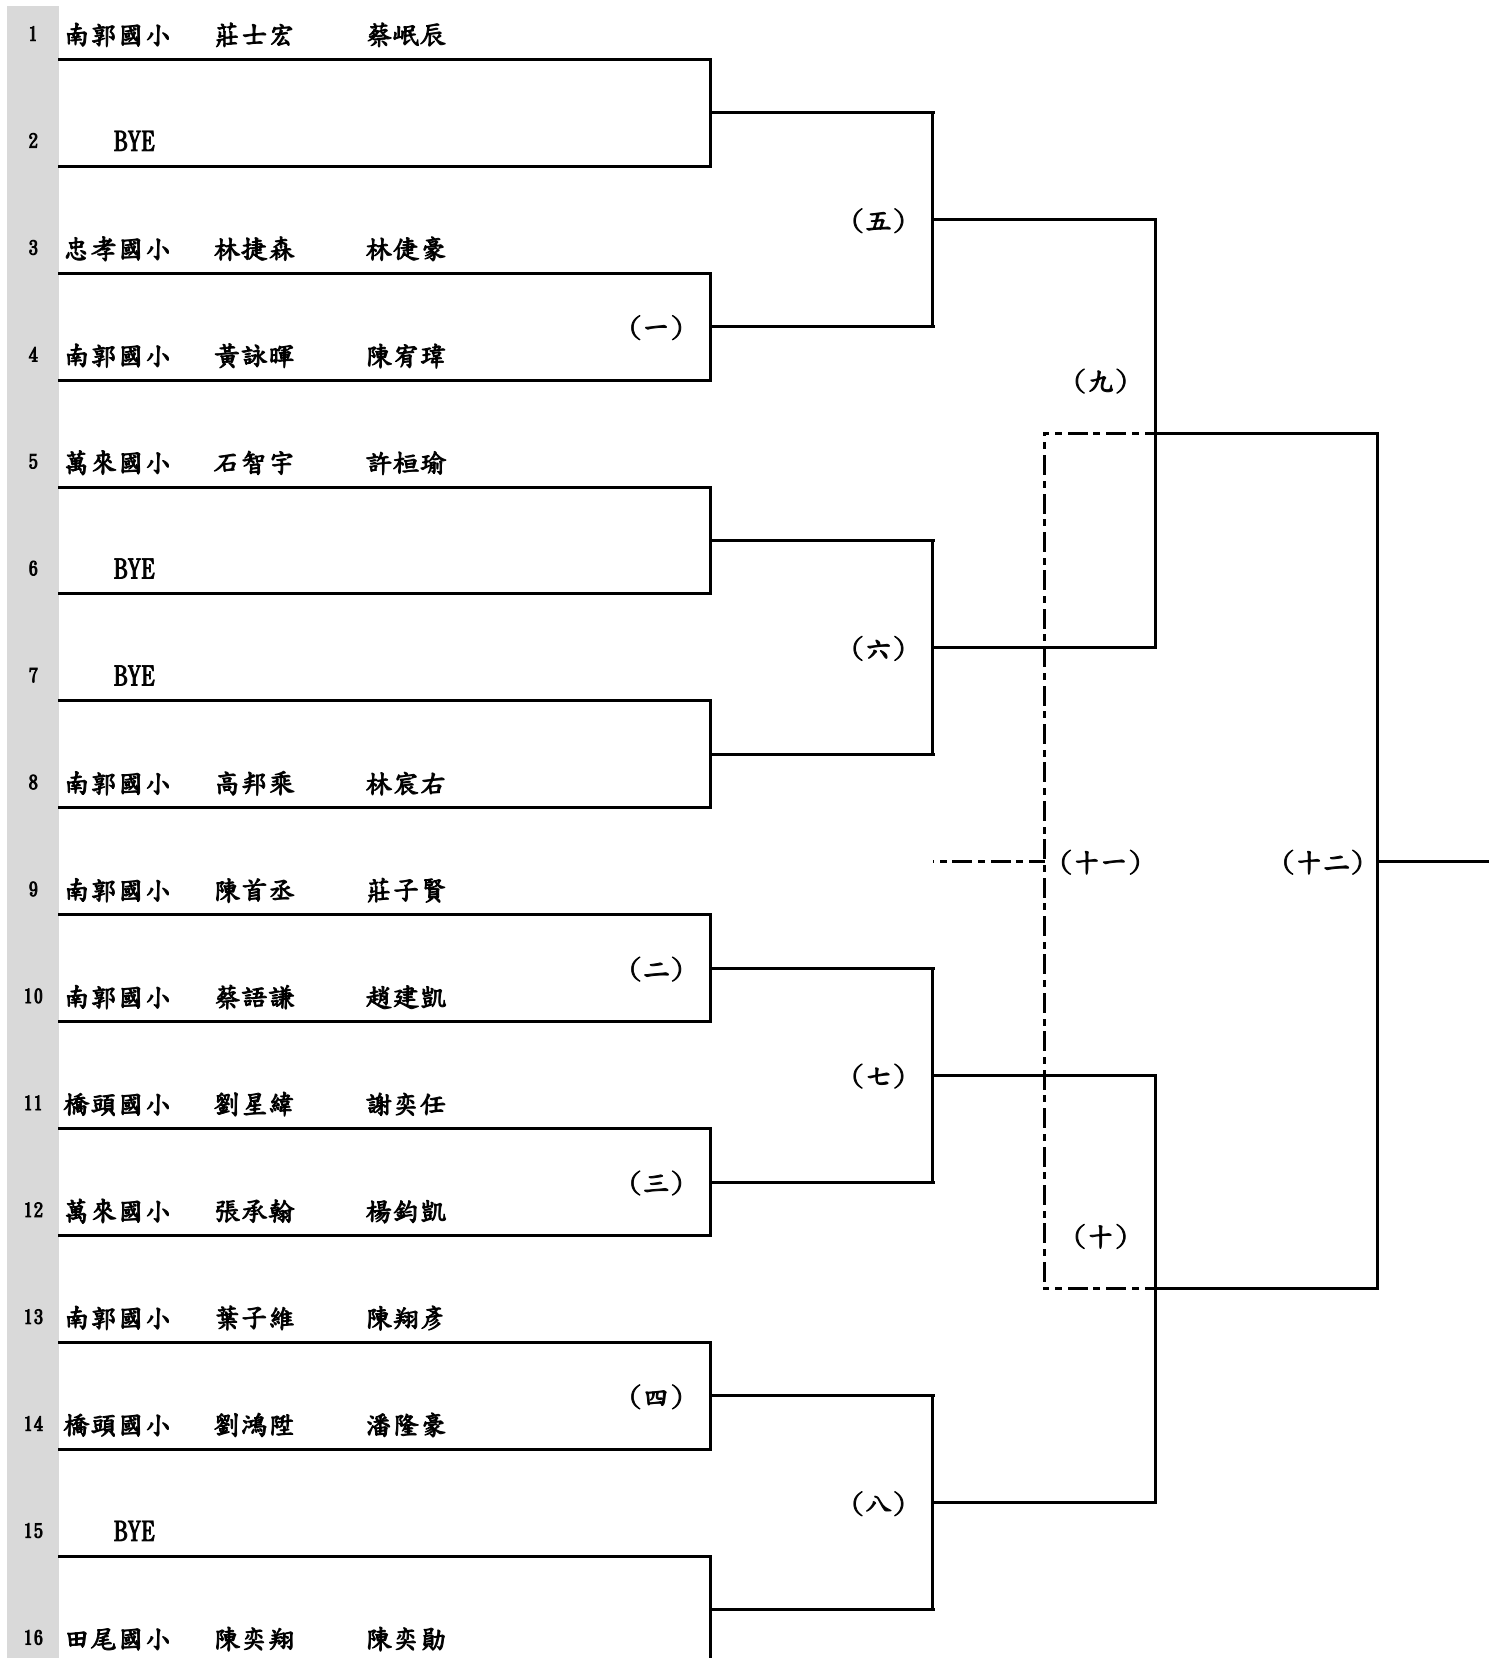 1 南郭國小 莊士宏 蔡岷辰
2 BYE
(五)
3 忠孝國小 林捷森 林倢豪
(一)
4 南郭國小 黃詠暉 陳宥瑋
(九)
5 萬來國小 石智宇 許桓瑜
6 BYE
(六)
7 BYE
8 南郭國小 高邦乘 林宸右
(十一) (十二)
9 南郭國小 陳首丞 莊子賢
(二)
10 南郭國小 蔡語謙 趙建凱
(七)
11 橋頭國小 劉星緯 謝奕任
(三)
12 萬來國小 張承翰 楊鈞凱
(十)
13 南郭國小 葉子維 陳翔彥
(四)
14 橋頭國小 劉鴻陞 潘隆豪
(八)
15 BYE
16 田尾國小 陳奕翔 陳奕勛